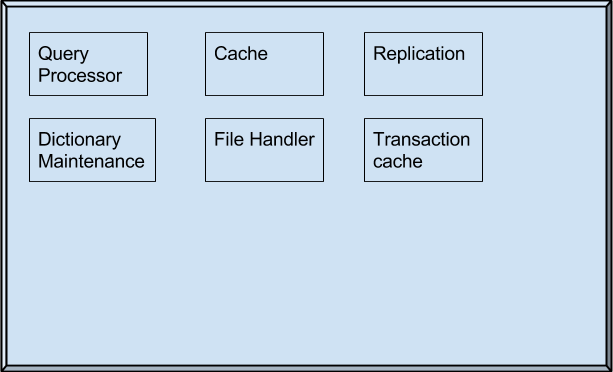 Query
Processor
Cache
Replication
Dictionary
Maintenance
File Handler
Transaction
cache